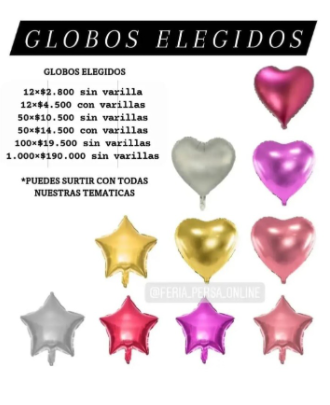 GLOBOS ELEGIDOS
GLOBOS ELEGIDOS
12×$2.800 sin varilla
12×$4.500 con varillas
50×$10.500 sin varilla
50×$14.500 con varillas
100×$19.500 sin varilla
1.000×$190.000 sin varillas
*PUEDES SURTIR CON TODAS
NUESTRAS TEMATICAS
@FERIA_PERSA_ONLINE